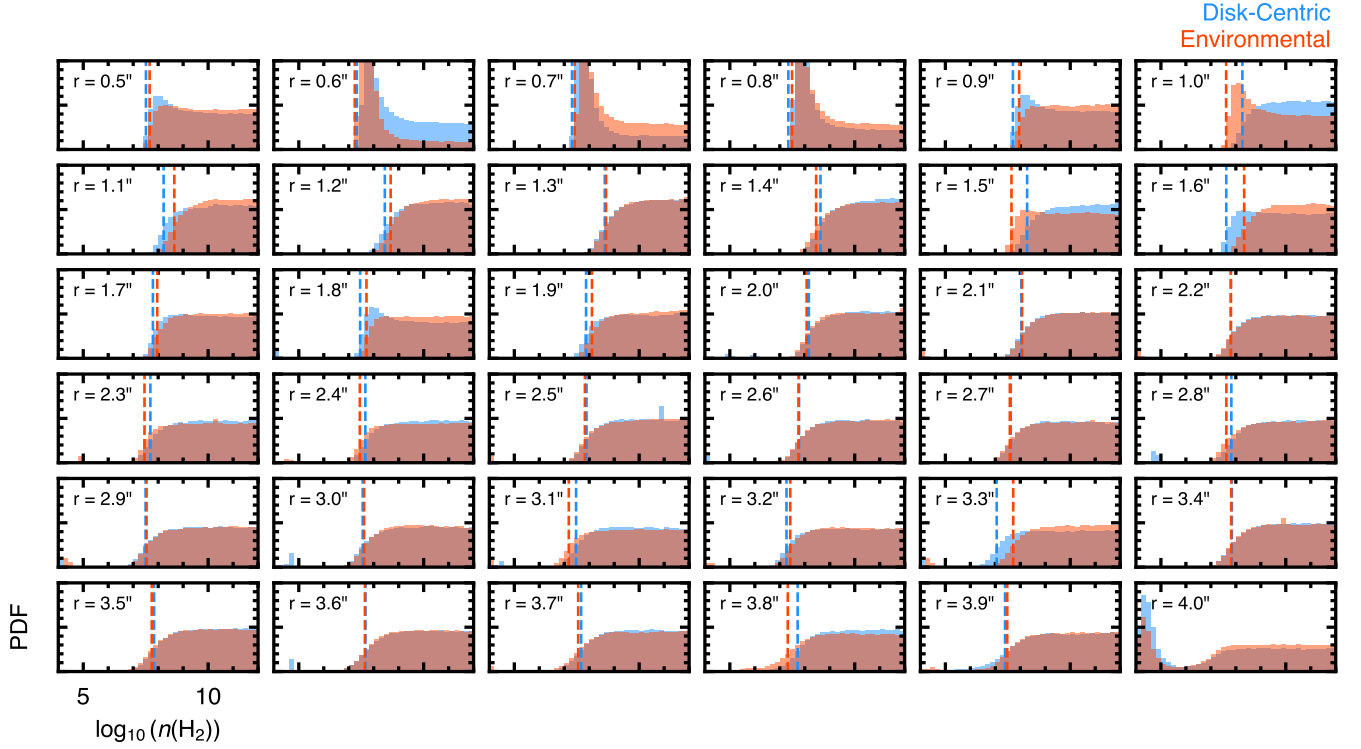 Disk-Centric
Environmental
r = 0.5" r = 0.6" r = 0.7" r = 0.8" r = 0.9" r = 1.0"
r = 1.1" r = 1.2" r = 1.3" r = 1.4" r = 1.5" r = 1.6"
r = 1.7" r = 1.8" r = 1.9" r = 2.0" r = 2.1" r = 2.2"
r = 2.3" r = 2.4" r = 2.5" r = 2.6" r = 2.7" r = 2.8"
r = 2.9" r = 3.0" r = 3.1" r = 3.2" r = 3.3" r = 3.4"
r = 3.5" r = 3.6" r = 3.7" r = 3.8" r = 3.9" r = 4.0"
PDF
5 10
log₁₀ (n(H₂))